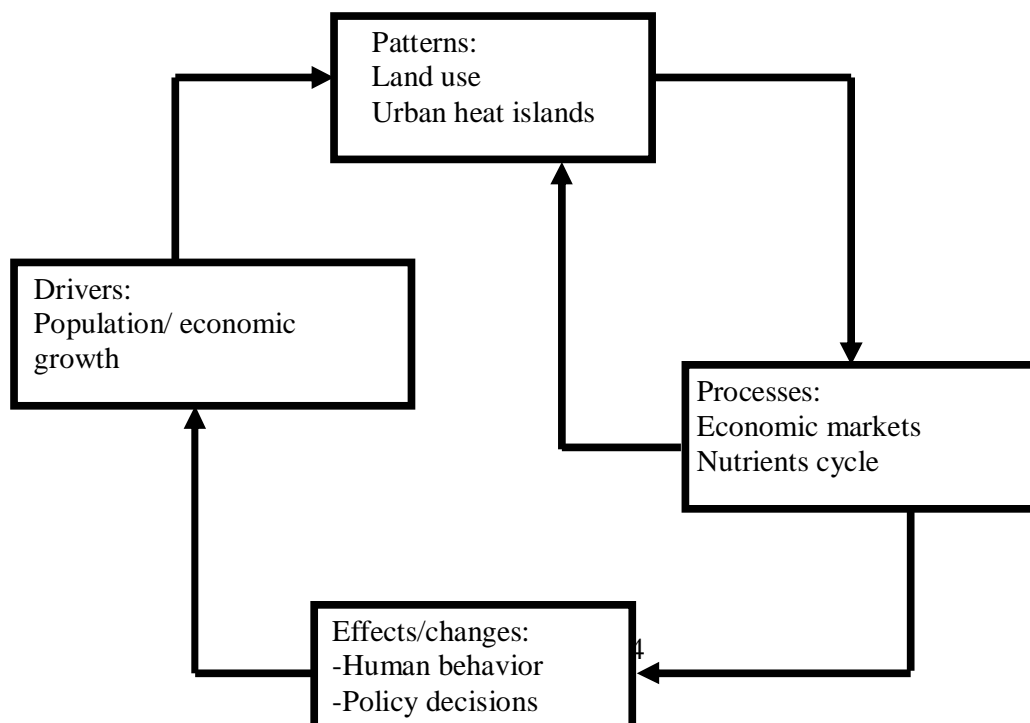 Patterns:
Land use
Urban heat islands
Drivers:
Population/ economic
growth
Processes:
Economic markets
Nutrients cycle
Effects/changes:
-Human behavior
-Policy decisions
4